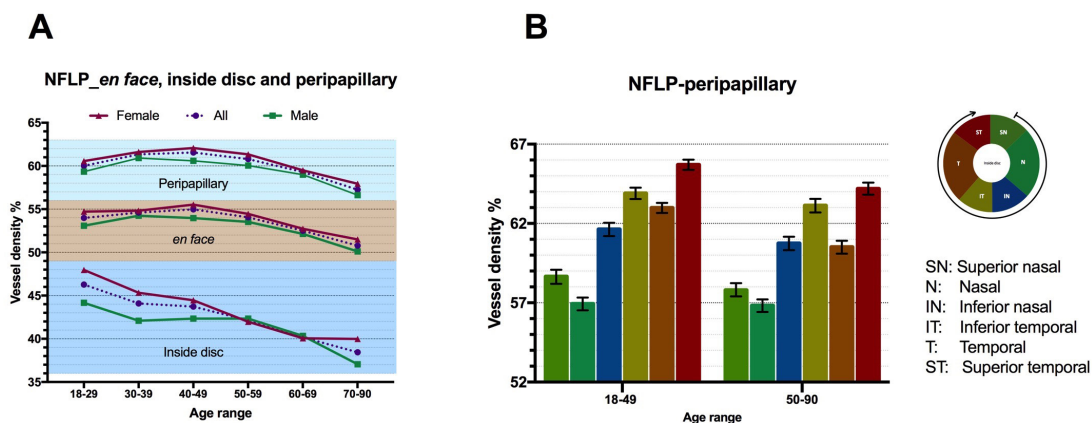 A
NFLP_en face, inside disc and peripapillary
Female All Male
65
60
55
50
45
40
35
Vessel density %
Peripapillary
en face
Inside disc
18-29 30-39 40-49 50-59 60-69 70-90
Age range
B
NFLP-peripapillary
67
62
57
52
Vessel density %
18-49 50-90
Age range
ST SN
T Inside disc N
IT IN
SN: Superior nasal
N: Nasal
IN: Inferior nasal
IT: Inferior temporal
T: Temporal
ST: Superior temporal